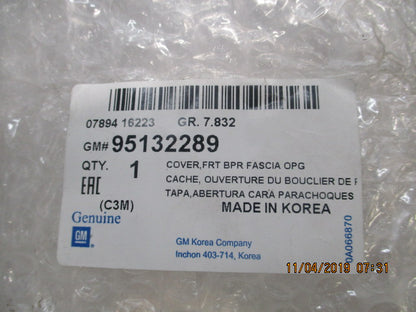 07894 16223 GR. 7.832
GM# 95132289
QTY. 1
COVER,FRT BPR FASCIA OPG
CACHE, OUVERTURE DU BOUCLIER DE
TAPA,ABERTURA CARA PARACHOQUES
EAC
(C3M)
MADE IN KOREA
Genuine
GM
GM Korea Company
Inchon 403-714, Korea
0A066870
11/04/2019 07:31